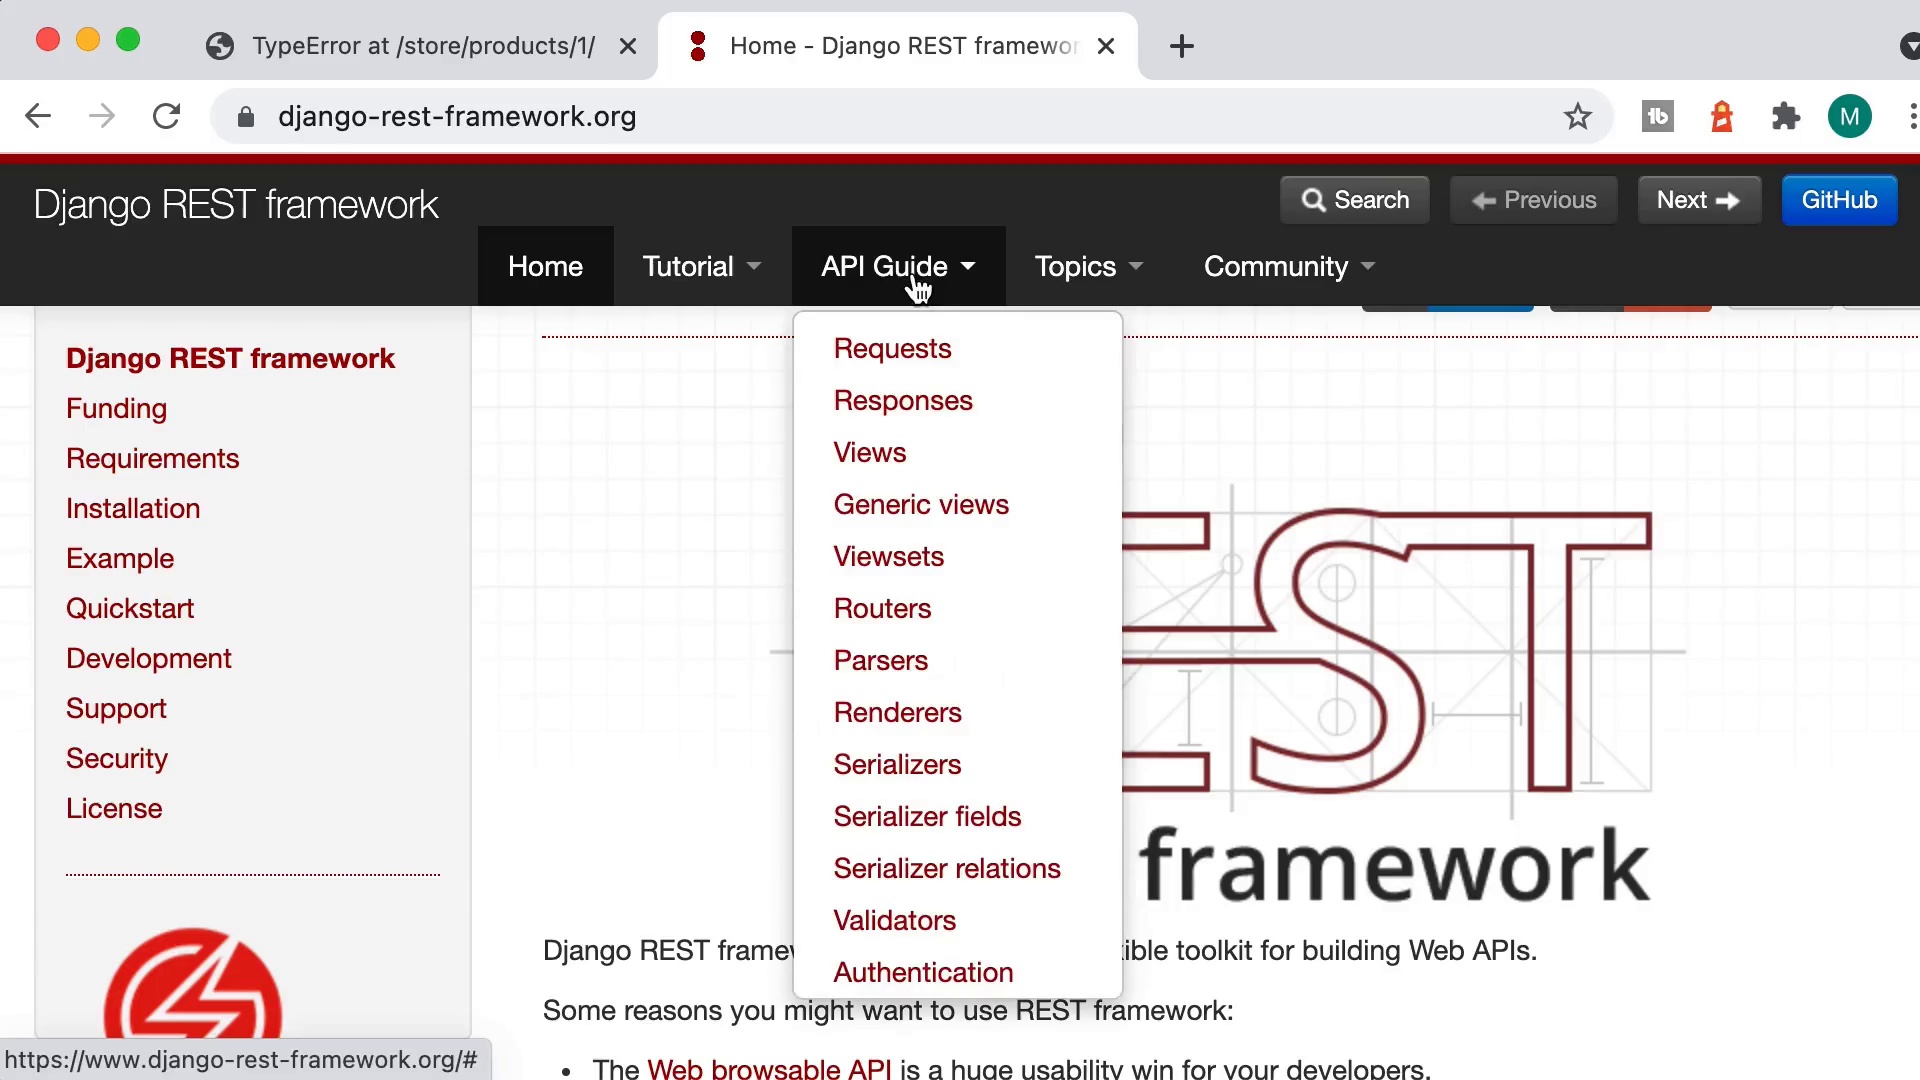 TypeError at /store/products/1/
Home - Django REST framewor
django-rest-framework.org
M
Django REST framework
Search
Previous
Next
GitHub
Home
Tutorial
API Guide
Topics
Community
Django REST framework
Funding
Requirements
Installation
Example
Quickstart
Development
Support
Security
License
Requests
Responses
Views
Generic views
Viewsets
Routers
Parsers
Renderers
Serializers
Serializer fields
Serializer relations
Validators
Authentication
EST
framework
Django REST framew ible toolkit for building Web APIs.
Some reasons you might want to use REST framework:
• The Web browsable API is a huge usability win for your developers.
https://www.django-rest-framework.org/#